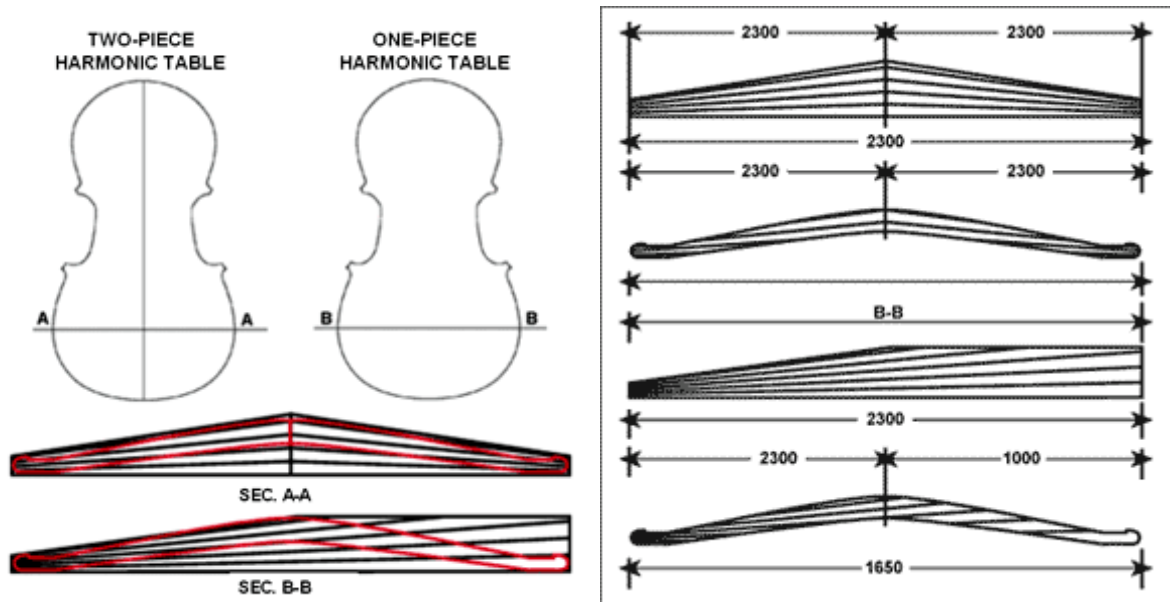 TWO-PIECE
HARMONIC TABLE
ONE-PIECE
HARMONIC TABLE
A A
B B
SEC. A-A
SEC. B-B
2300 2300
2300
2300 2300
B-B
2300
2300 1000
1650